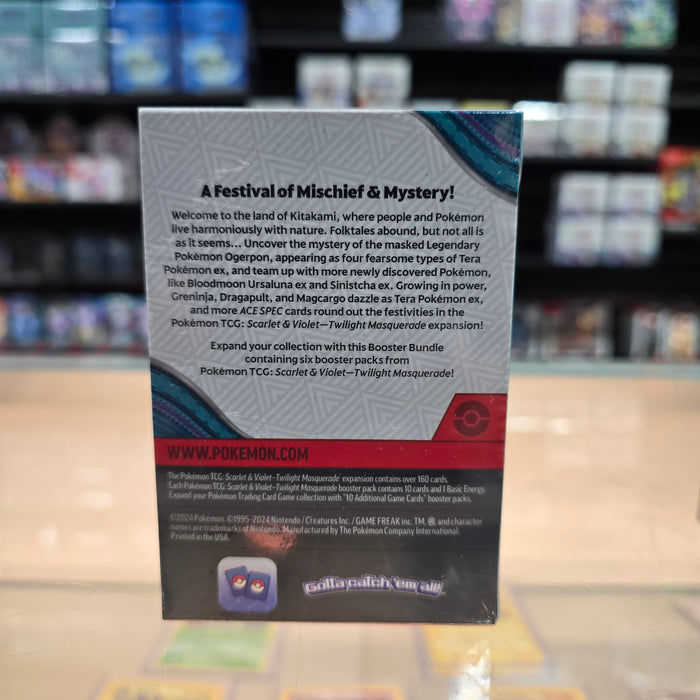 A Festival of Mischief & Mystery!
Welcome to the land of Kitakami, where people and Pokémon
live harmoniously with nature. Folktales abound, but not all is
as it seems... Uncover the mystery of the masked Legendary
Pokémon Ogerpon, appearing as four fearsome types of Tera
Pokémon ex, and team up with more newly discovered Pokémon,
like Bloodmoon Ursaluna ex and Sinistcha ex. Growing in power,
Greninja, Dragapult, and Magcargo dazzle as Tera Pokémon ex,
and more ACE SPEC cards round out the festivities in the
Pokémon TCG: Scarlet & Violet—Twilight Masquerade expansion!
Expand your collection with this Booster Bundle
containing six booster packs from
Pokémon TCG: Scarlet & Violet—Twilight Masquerade!
WWW.POKEMON.COM
The Pokémon TCG: Scarlet & Violet—Twilight Masquerade expansion contains over 160 cards.
Each Pokémon TCG: Scarlet & Violet—Twilight Masquerade booster pack contains 10 cards and 1 Basic Energy.
Expand your Pokémon Trading Card Game collection with "10 Additional Game Cards" booster packs.
©2024 Pokémon. ©1995-2024 Nintendo / Creatures Inc. / GAME FREAK inc. TM, ®, and character
names are trademarks of Nintendo. Manufactured by The Pokémon Company International.
Printed in the USA.
Gotta catch 'em all!